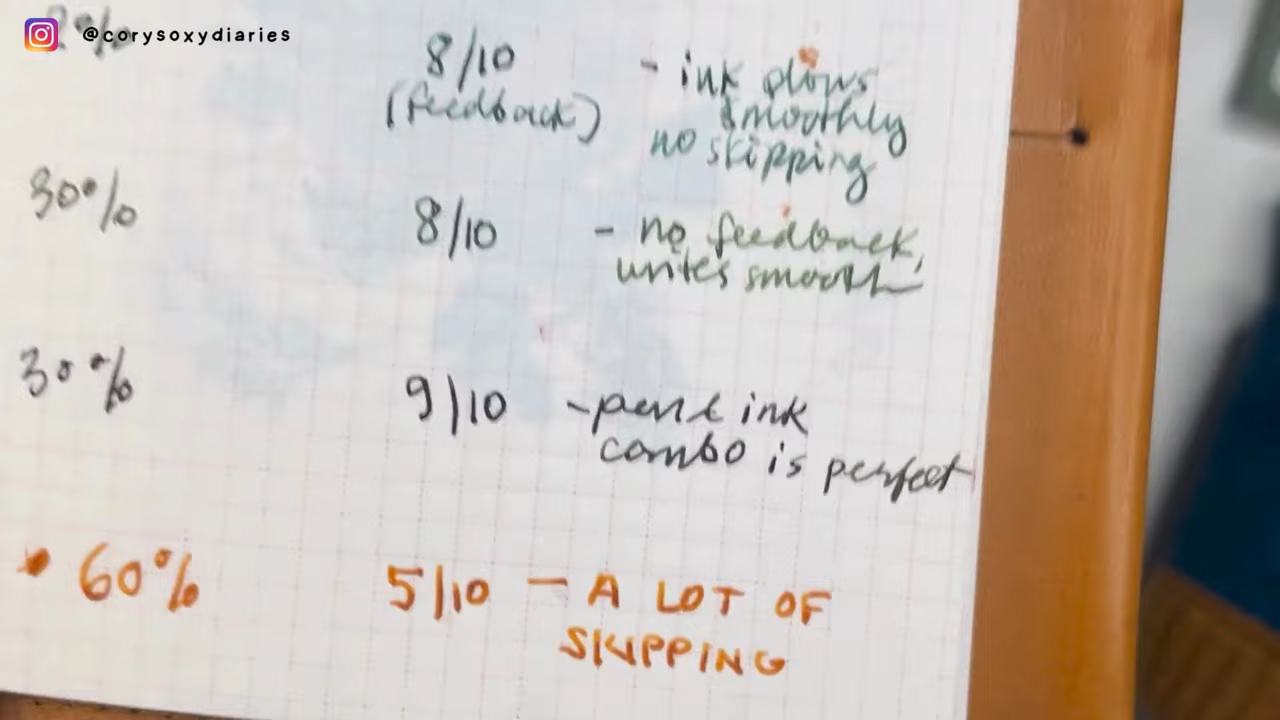 @corysoxydiaries
8/10 - ink flows
(feedback) smoothly
no skipping
30% 8/10 - no feedback,
writes smooth
30% 9/10 - pen & ink
combo is perfect
• 60% 5/10 - A LOT OF
SKIPPING